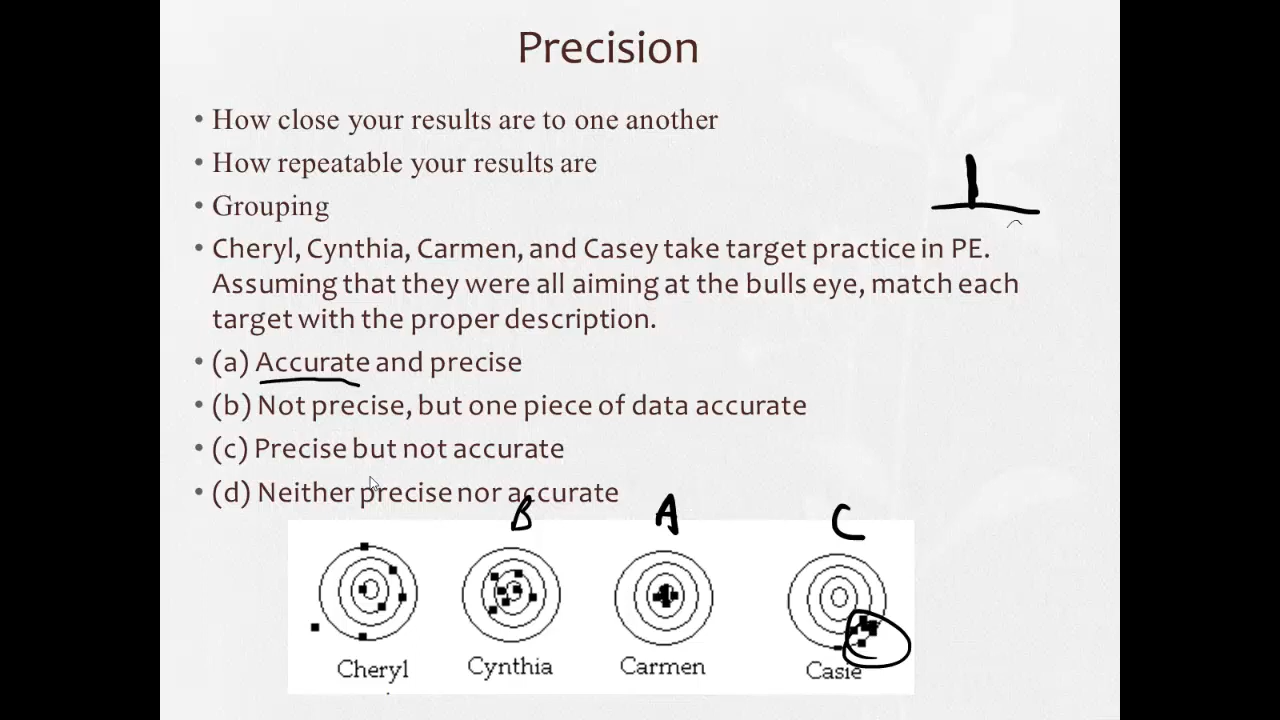 Precision
• How close your results are to one another
• How repeatable your results are
• Grouping
• Cheryl, Cynthia, Carmen, and Casey take target practice in PE.
Assuming that they were all aiming at the bulls eye, match each
target with the proper description.
• (a) Accurate and precise
• (b) Not precise, but one piece of data accurate
• (c) Precise but not accurate
• (d) Neither precise nor accurate
B A C
Cheryl Cynthia Carmen Casie